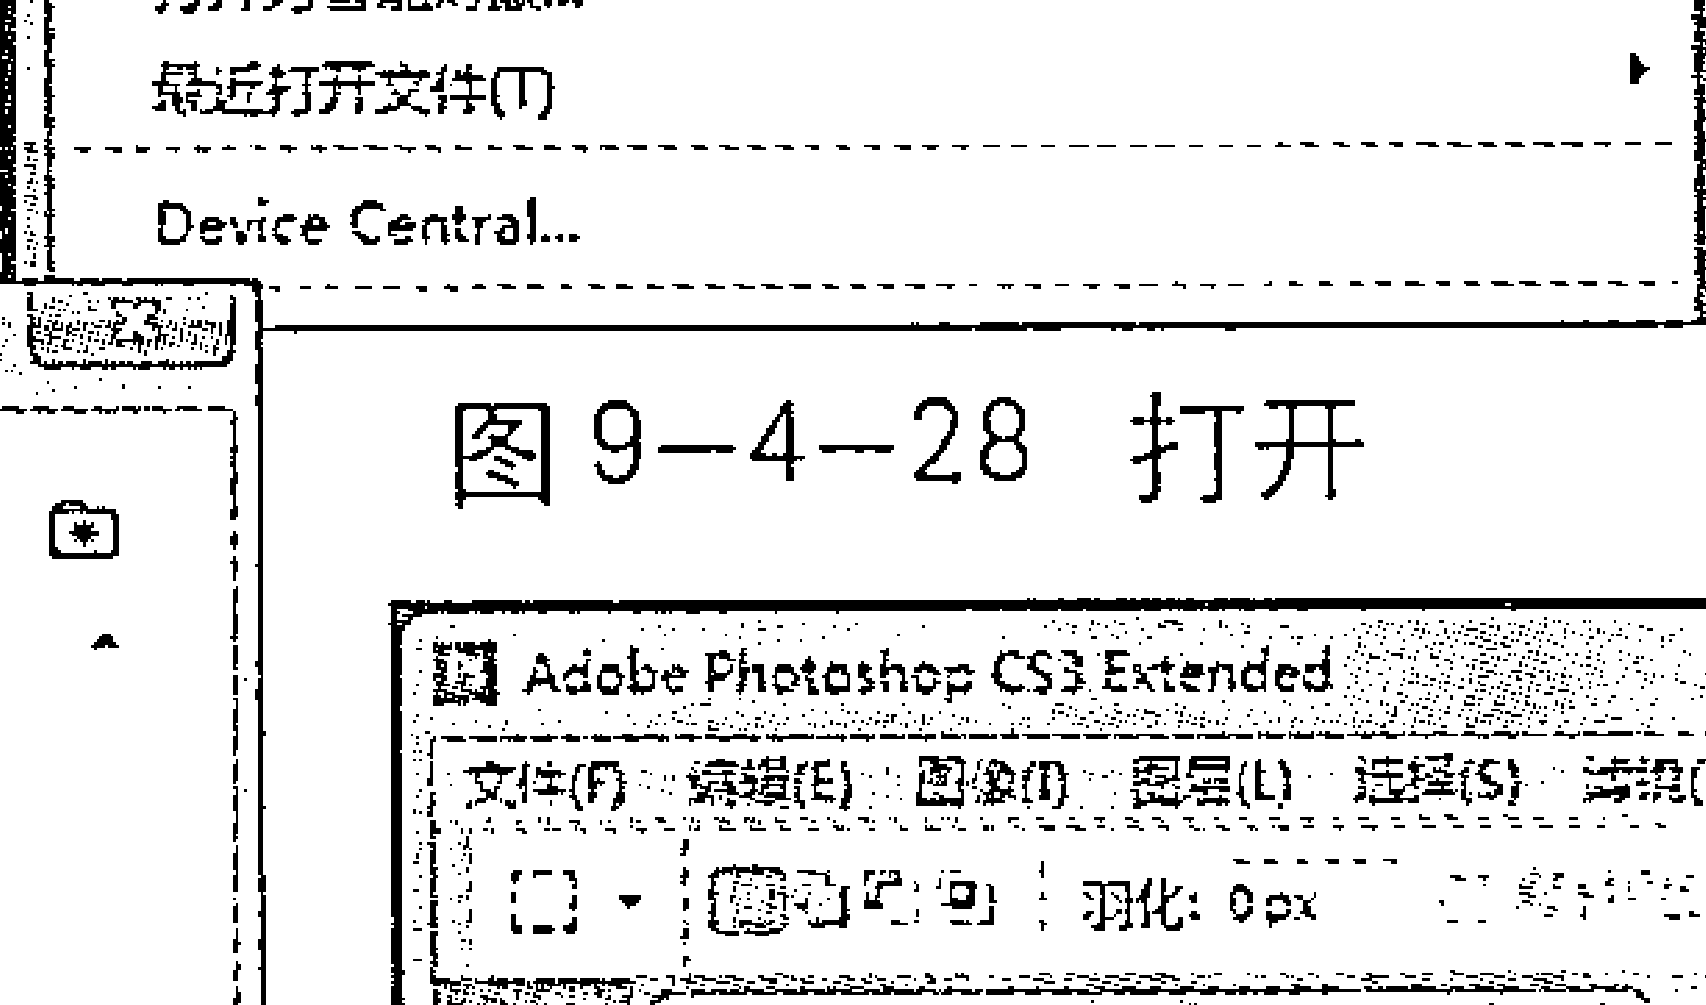 最近打开文件(T)
Device Central...
图 9-4-28 打开
Adobe Photoshop CS3 Extended
文件(F) 编辑(E) 图像(I) 图层(L) 选择(S)
羽化: 0 px